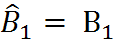 B̂₁ = B₁